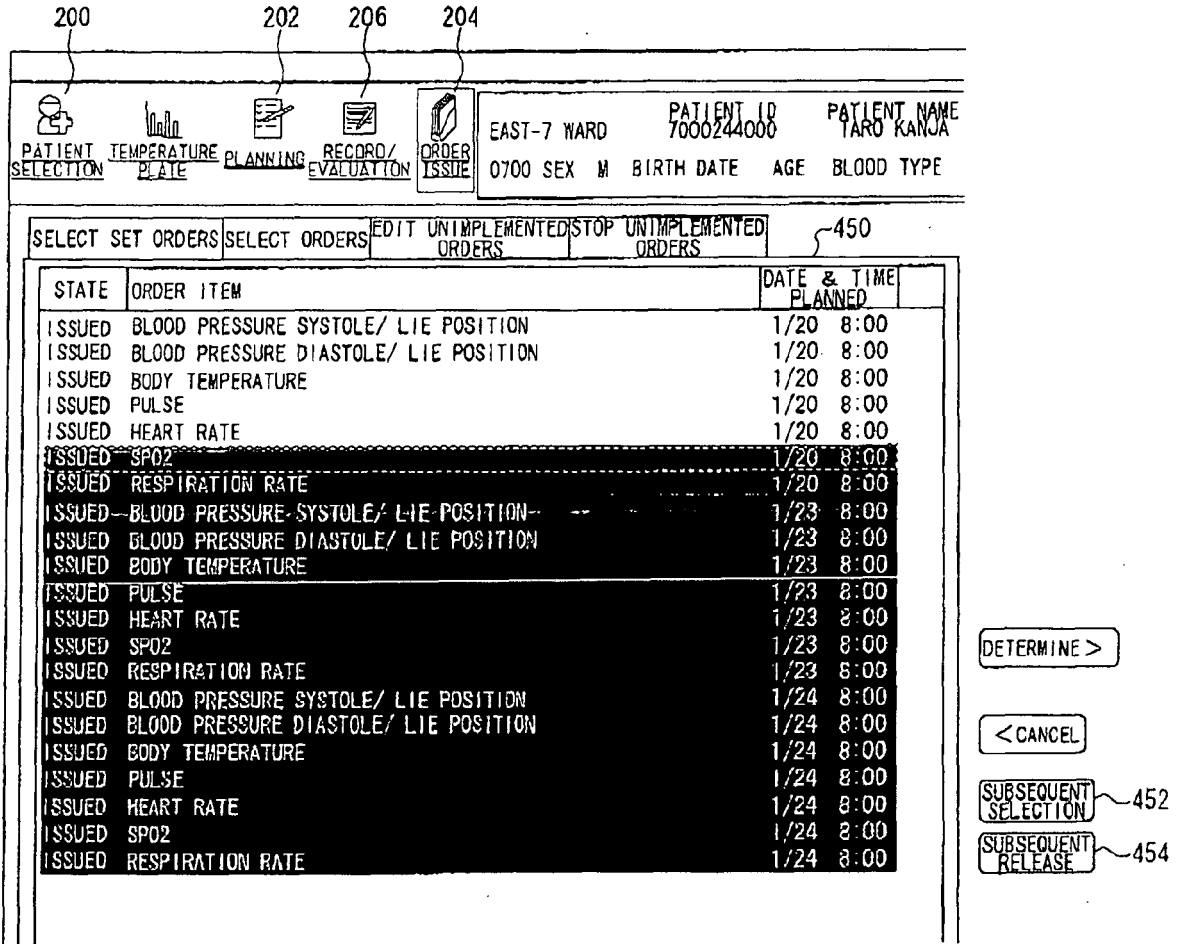 200 202 206 204
PATIENT SELECTION
TEMPERATURE PLATE
PLANNING
RECORD/ EVALUATION
ORDER ISSUE
EAST-7 WARD
PATIENT ID
7000244000
PATIENT NAME
TARO KANJA
0700 SEX M BIRTH DATE AGE BLOOD TYPE
SELECT SET ORDERS
SELECT ORDERS
EDIT UNIMPLEMENTED ORDERS
STOP UNIMPLEMENTED ORDERS
450
STATE ORDER ITEM DATE & TIME PLANNED
ISSUED BLOOD PRESSURE SYSTOLE/ LIE POSITION 1/20 8:00
ISSUED BLOOD PRESSURE DIASTOLE/ LIE POSITION 1/20 8:00
ISSUED BODY TEMPERATURE 1/20 8:00
ISSUED PULSE 1/20 8:00
ISSUED HEART RATE 1/20 8:00
ISSUED SPO2 1/20 8:00
ISSUED RESPIRATION RATE 1/20 8:00
ISSUED BLOOD PRESSURE SYSTOLE/ LIE POSITION 1/23 8:00
ISSUED BLOOD PRESSURE DIASTOLE/ LIE POSITION 1/23 8:00
ISSUED BODY TEMPERATURE 1/23 8:00
ISSUED PULSE 1/23 8:00
ISSUED HEART RATE 1/23 8:00
ISSUED SPO2 1/23 8:00
ISSUED RESPIRATION RATE 1/23 8:00
ISSUED BLOOD PRESSURE SYSTOLE/ LIE POSITION 1/24 8:00
ISSUED BLOOD PRESSURE DIASTOLE/ LIE POSITION 1/24 8:00
ISSUED BODY TEMPERATURE 1/24 8:00
ISSUED PULSE 1/24 8:00
ISSUED HEART RATE 1/24 8:00
ISSUED SPO2 1/24 8:00
ISSUED RESPIRATION RATE 1/24 8:00
DETERMINE >
< CANCEL
SUBSEQUENT SELECTION 452
SUBSEQUENT RELEASE 454